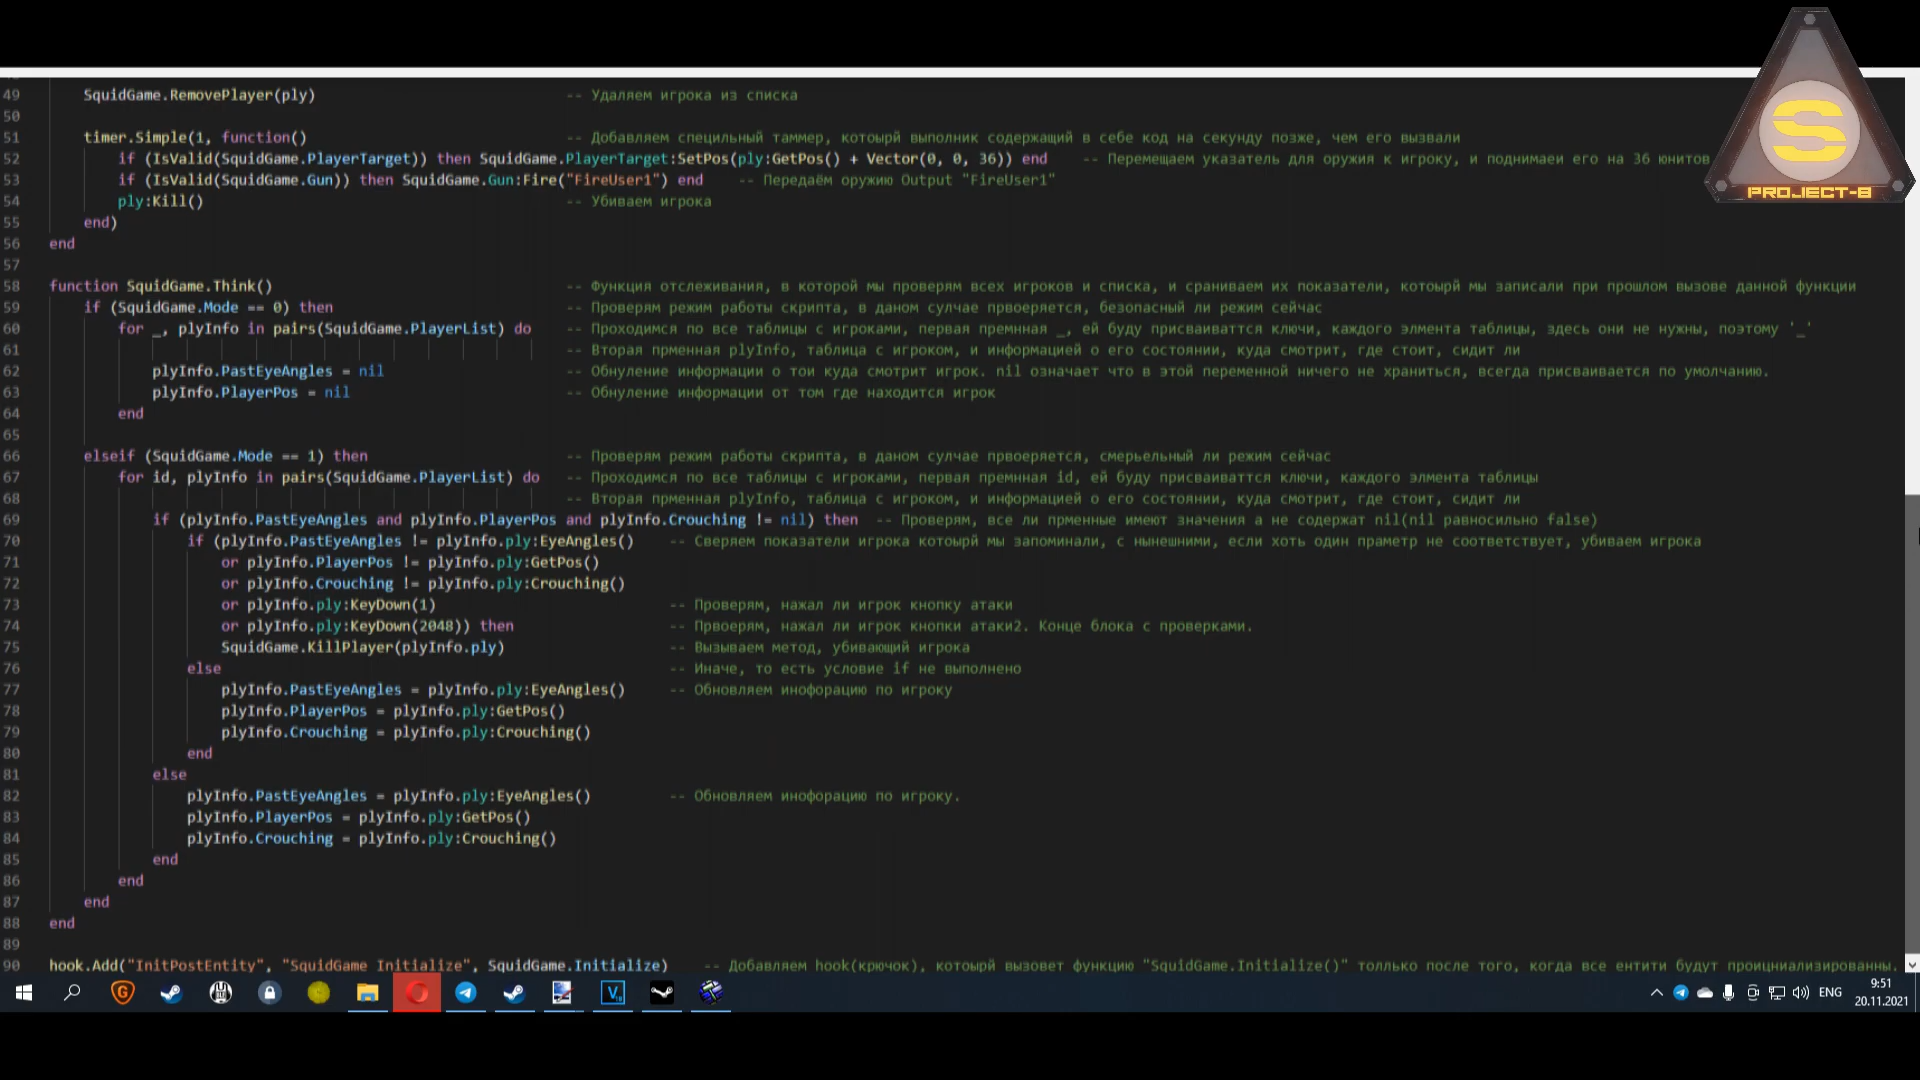 49 SquidGame.RemovePlayer(ply) -- Удаляем игрока из списка
50
51 timer.Simple(1, function() -- Добавляем специльный таммер, котоырй выполник содержащий в себе код на секунду позже, чем его вызвали
52 if (IsValid(SquidGame.PlayerTarget)) then SquidGame.PlayerTarget:SetPos(ply:GetPos() + Vector(0, 0, 36)) end -- Перемещаем указатель для оружия к игроку, и поднимаеи его на 36 юнитов
53 if (IsValid(SquidGame.Gun)) then SquidGame.Gun:Fire("FireUser1") end -- Передаём оружию Output "FireUser1"
54 ply:Kill() -- Убиваем игрока
55 end)
56 end
57
58 function SquidGame.Think() -- Функция отслеживания, в которой мы проверям всех игроков и списка, и сраниваем их показатели, котоырй мы записали при прошлом вызове данной функции
59 if (SquidGame.Mode == 0) then -- Проверям режим работы скрипта, в даном сулчае првоеряется, безопасный ли режим сейчас
60 for _, plyInfo in pairs(SquidGame.PlayerList) do -- Проходимся по все таблицы с игроками, первая премнная _, ей буду присваиваттся ключи, каждого элмента таблицы, здесь они не нужны, поэтому '_'
61 -- Вторая прменная plyInfo, таблица с игроком, и информацией о его состоянии, куда смотрит, где стоит, сидит ли
62 plyInfo.PastEyeAngles = nil -- Обнуление информации о тои куда смотрит игрок. nil означает что в этой переменной ничего не храниться, всегда присваивается по умолчанию.
63 plyInfo.PlayerPos = nil -- Обнуление информации от том где находится игрок
64 end
65
66 elseif (SquidGame.Mode == 1) then -- Проверям режим работы скрипта, в даном сулчае првоеряется, смерьельный ли режим сейчас
67 for id, plyInfo in pairs(SquidGame.PlayerList) do -- Проходимся по все таблицы с игроками, первая премнная id, ей буду присваиваттся ключи, каждого элмента таблицы
68 -- Вторая прменная plyInfo, таблица с игроком, и информацией о его состоянии, куда смотрит, где стоит, сидит ли
69 if (plyInfo.PastEyeAngles and plyInfo.PlayerPos and plyInfo.Crouching != nil) then -- Проверям, все ли прменные имеют значения а не содержат nil(nil равносильно false)
70 if (plyInfo.PastEyeAngles != plyInfo.ply:EyeAngles() -- Сверяем показатели игрока котоырй мы запоминали, с нынешними, если хоть один праметр не соответствует, убиваем игрока
71 or plyInfo.PlayerPos != plyInfo.ply:GetPos()
72 or plyInfo.Crouching != plyInfo.ply:Crouching()
73 or plyInfo.ply:KeyDown(1) -- Проверям, нажал ли игрок кнопку атаки
74 or plyInfo.ply:KeyDown(2048)) then -- Првоерям, нажал ли игрок кнопки атаки2. Конце блока с проверками.
75 SquidGame.KillPlayer(plyInfo.ply) -- Вызываем метод, убивающий игрока
76 else -- Иначе, то есть условие if не выполнено
77 plyInfo.PastEyeAngles = plyInfo.ply:EyeAngles() -- Обновляем инофорацию по игроку
78 plyInfo.PlayerPos = plyInfo.ply:GetPos()
79 plyInfo.Crouching = plyInfo.ply:Crouching()
80 end
81 else
82 plyInfo.PastEyeAngles = plyInfo.ply:EyeAngles() -- Обновляем инофорацию по игроку.
83 plyInfo.PlayerPos = plyInfo.ply:GetPos()
84 plyInfo.Crouching = plyInfo.ply:Crouching()
85 end
86 end
87 end
88 end
89
90 hook.Add("InitPostEntity", "SquidGame Initialize", SquidGame.Initialize) -- Добавляем hook(крючок), котоырй вызовет функцию "SquidGame.Initialize()" толлько после того, когда все ентити будут проициниализированны.
S
PROJECT-8
ENG
9:51
20.11.2021